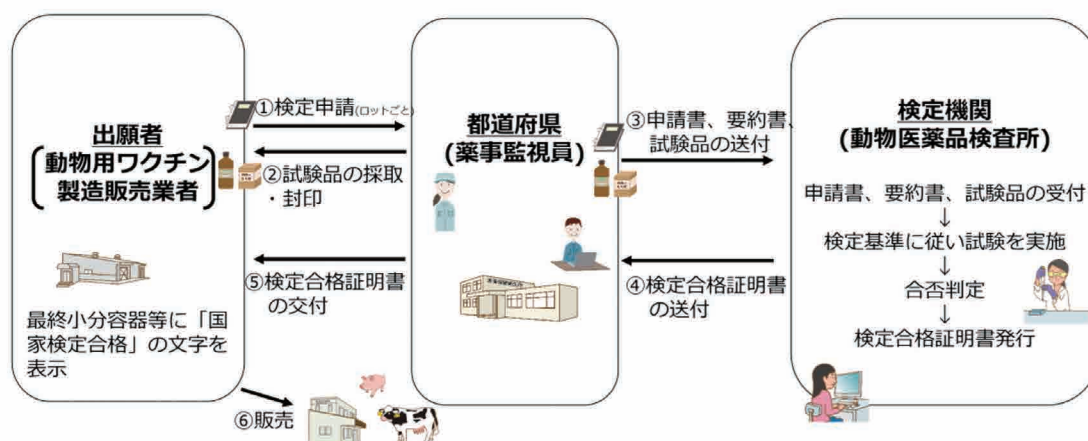 出願者
動物用ワクチン
製造販売業者
最終小分容器等に「国
家検定合格」の文字を
表示
①検定申請(ロットごと)
②試験品の採取
・封印
⑤検定合格証明書
の交付
⑥販売
都道府県
(薬事監視員)
③申請書、要約書、
試験品の送付
④検定合格証明書
の送付
検定機関
(動物医薬品検査所)
申請書、要約書、試験品の受付
↓
検定基準に従い試験を実施
↓
合否判定
↓
検定合格証明書発行